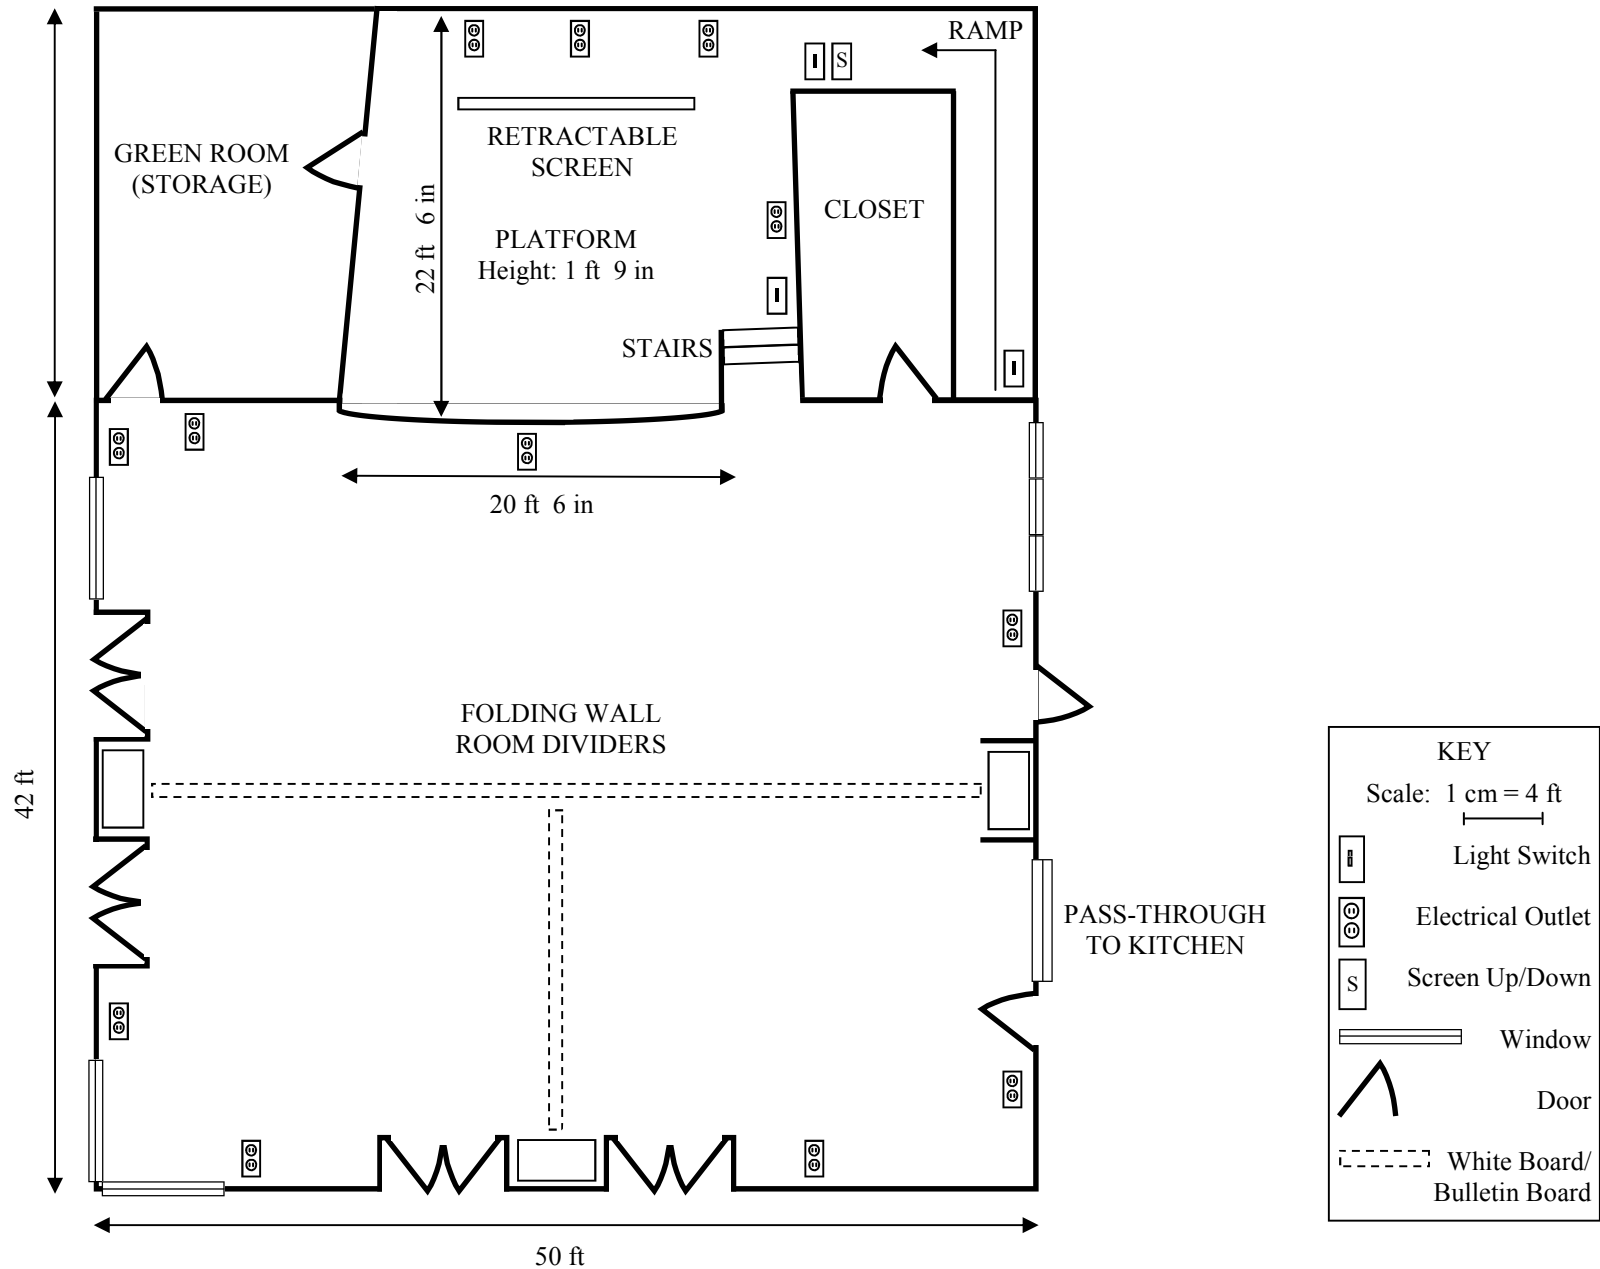 RAMP
S
RETRACTABLE
SCREEN
GREEN ROOM
(STORAGE)
CLOSET
22 ft 6 in
PLATFORM
Height: 1 ft 9 in
STAIRS
20 ft 6 in
FOLDING WALL
ROOM DIVIDERS
42 ft
PASS-THROUGH
TO KITCHEN
50 ft
KEY
Scale: 1 cm = 4 ft
Light Switch
Electrical Outlet
S Screen Up/Down
Window
Door
White Board/
Bulletin Board